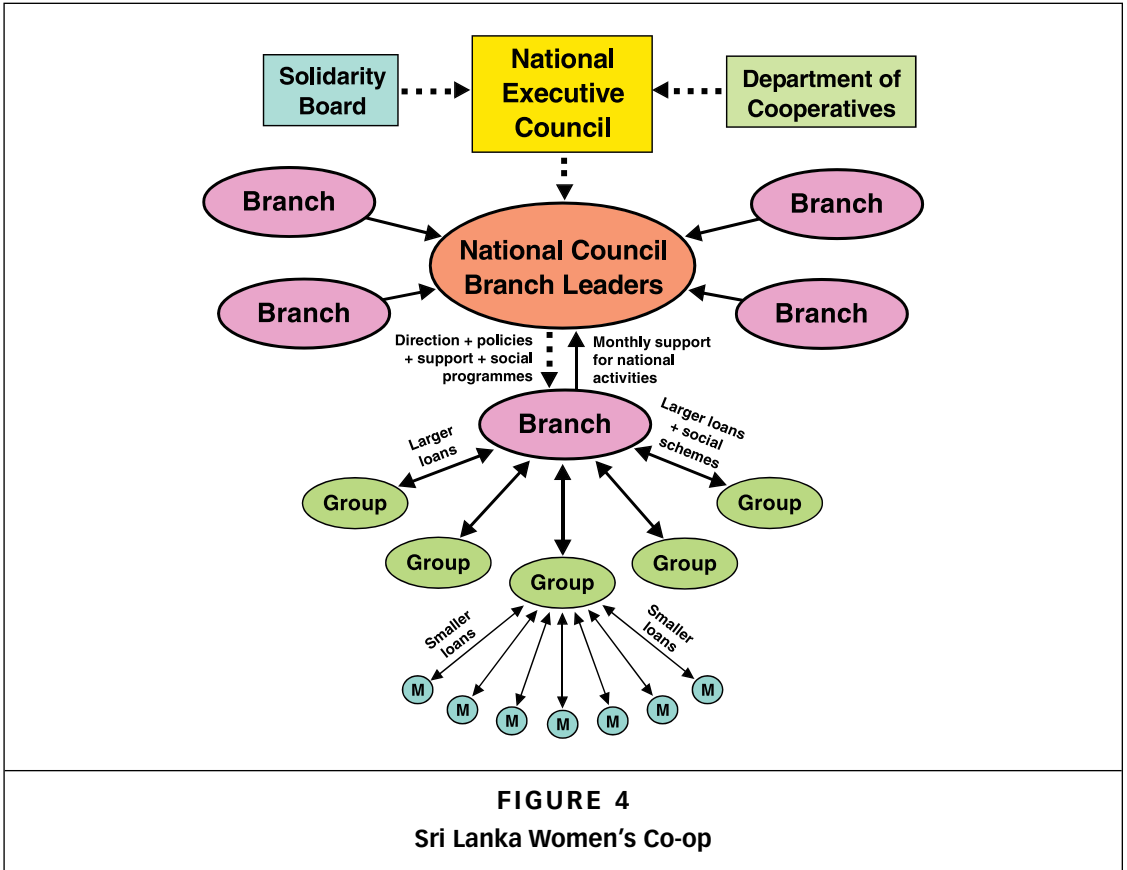 Solidarity
Board
National
Executive
Council
Department of
Cooperatives
Branch
Branch
National Council
Branch Leaders
Branch
Branch
Direction + policies
+ support + social
programmes
Monthly support
for national
activities
Branch
Larger
loans
Larger loans
+ social
schemes
Group
Group
Group
Group
Group
Smaller
loans
Smaller
loans
M
M
M
M
M
M
M
FIGURE 4
Sri Lanka Women's Co-op